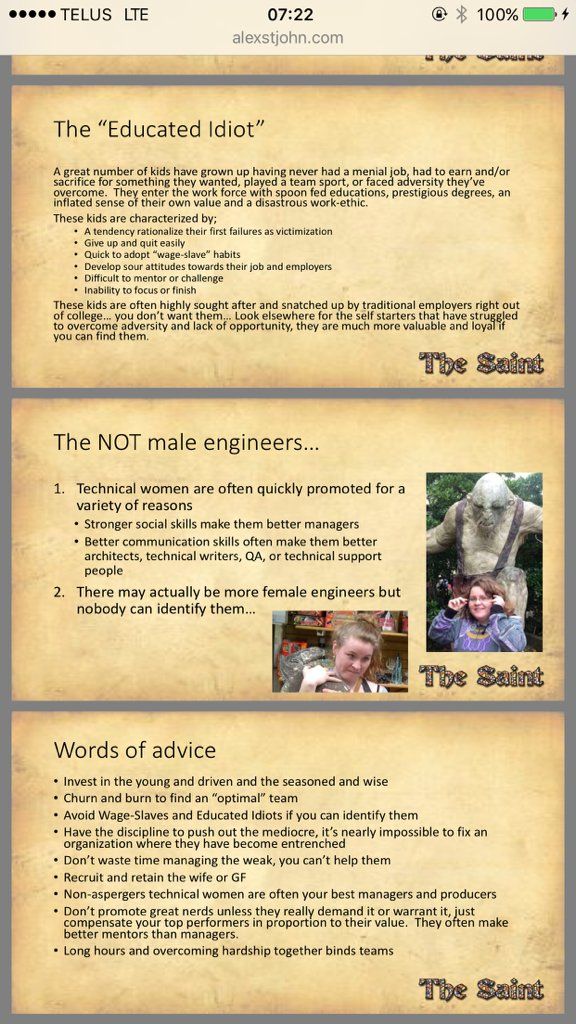 TELUS LTE 07:22 100%
alexstjohn.com
The Saint
The “Educated Idiot”
A great number of kids have grown up having never had a menial job, had to earn and/or
sacrifice for something they wanted, played a team sport, or faced adversity they’ve
overcome. They enter the work force with spoon fed educations, prestigious degrees, an
inflated sense of their own value and a disastrous work-ethic.
These kids are characterized by;
• A tendency rationalize their first failures as victimization
• Give up and quit easily
• Quick to adopt “wage-slave” habits
• Develop sour attitudes towards their job and employers
• Difficult to mentor or challenge
• Inability to focus or finish
These kids are often highly sought after and snatched up by traditional employers right out
of college… you don’t want them… Look elsewhere for the self starters that have struggled
to overcome adversity and lack of opportunity, they are much more valuable and loyal if
you can find them.
The Saint
The NOT male engineers…
1. Technical women are often quickly promoted for a
variety of reasons
• Stronger social skills make them better managers
• Better communication skills often make them better
architects, technical writers, QA, or technical support
people
2. There may actually be more female engineers but
nobody can identify them…
The Saint
Words of advice
• Invest in the young and driven and the seasoned and wise
• Churn and burn to find an “optimal” team
• Avoid Wage-Slaves and Educated Idiots if you can identify them
• Have the discipline to push out the mediocre, it’s nearly impossible to fix an
organization where they have become entrenched
• Don’t waste time managing the weak, you can’t help them
• Recruit and retain the wife or GF
• Non-aspergers technical women are often your best managers and producers
• Don’t promote great nerds unless they really demand it or warrant it, just
compensate your top performers in proportion to their value. They often make
better mentors than managers.
• Long hours and overcoming hardship together binds teams
The Saint